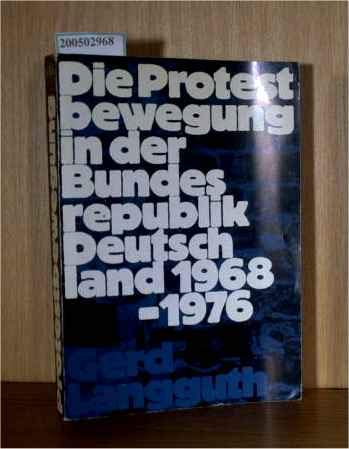 200502968
Die Protest
bewegung
in der
Bundes
republik
Deutsch
land 1968
-1976
Gerd
Langguth